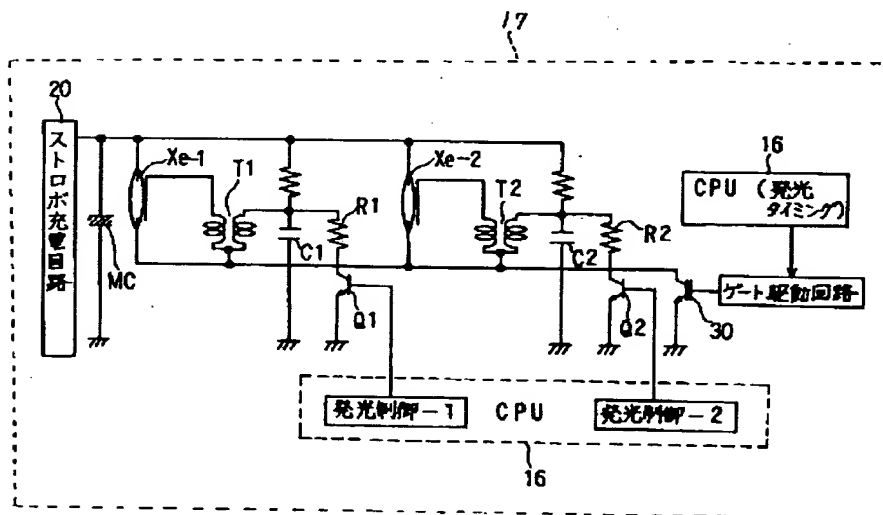 17
20
ストロボ充電回路
Xe-1
T1
R1
C1
MC
Q1
Xe-2
T2
R2
C2
Q2
16
CPU (発光
タイミング)
ゲート駆動回路
30
発光制御-1
CPU
発光制御-2
16